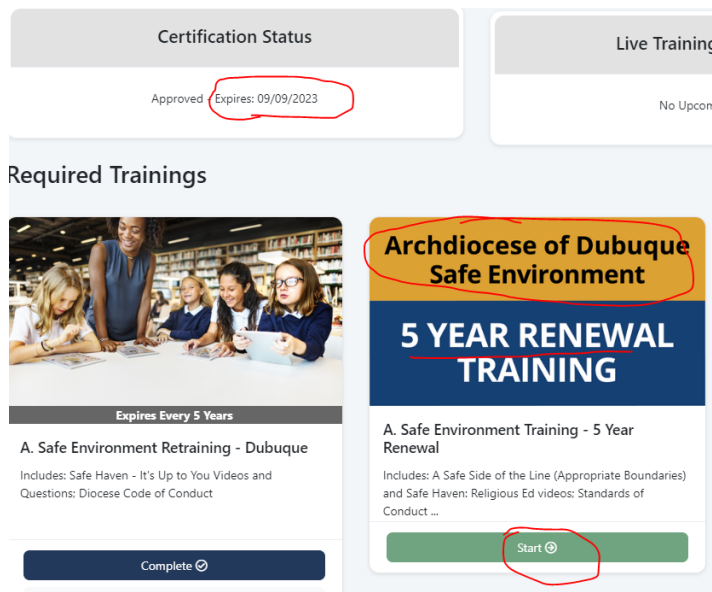 Certification Status
Live Training
Approved - Expires: 09/09/2023
No Upcom
Required Trainings
Expires Every 5 Years
A. Safe Environment Retraining - Dubuque
Includes: Safe Haven - It's Up to You Videos and
Questions; Diocese Code of Conduct
Complete
Archdiocese of Dubuque
Safe Environment
5 YEAR RENEWAL
TRAINING
A. Safe Environment Training - 5 Year
Renewal
Includes: A Safe Side of the Line (Appropriate Boundaries)
and Safe Haven: Religious Ed videos; Standards of
Conduct ...
Start